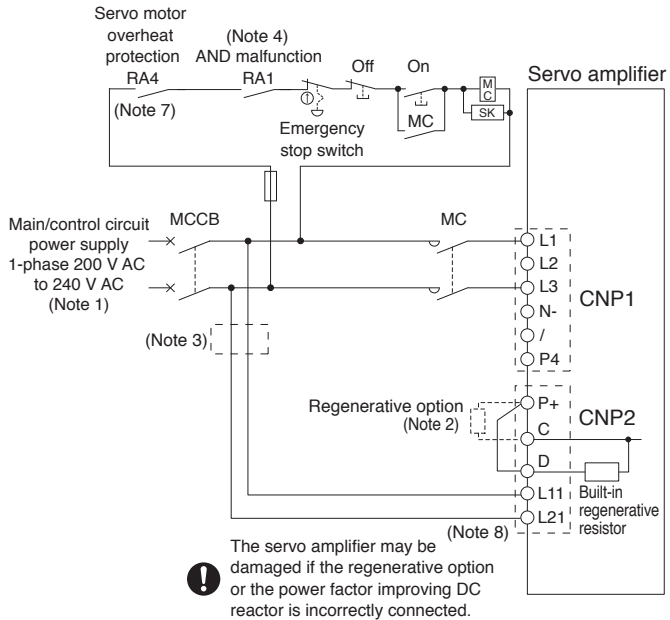 Servo motor
overheat
protection
RA4
(Note 7)
(Note 4)
AND malfunction
RA1
Off
On
MC
SK
MC
Emergency
stop switch
Servo amplifier
Main/control circuit
power supply
1-phase 200 V AC
to 240 V AC
(Note 1)
MCCB
MC
L1
L2
L3
N-
/
P4
CNP1
(Note 3)
Regenerative option
(Note 2)
P+
C
D
L11
L21
CNP2
Built-in
regenerative
resistor
(Note 8)
The servo amplifier may be
damaged if the regenerative option
or the power factor improving DC
reactor is incorrectly connected.